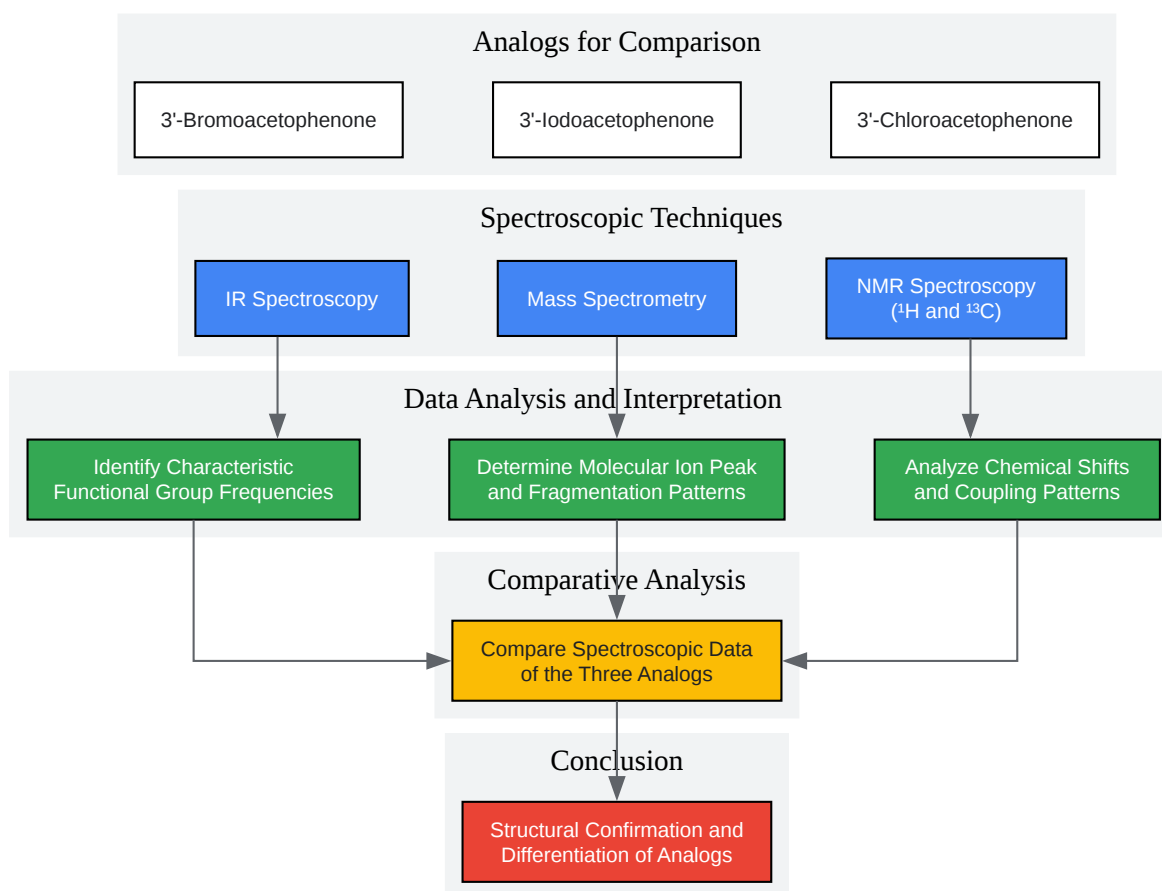 Analogs for Comparison
3'-Bromoacetophenone
3'-Iodoacetophenone
3'-Chloroacetophenone
Spectroscopic Techniques
IR Spectroscopy
Mass Spectrometry
NMR Spectroscopy
(¹H and ¹³C)
Data Analysis and Interpretation
Identify Characteristic
Functional Group Frequencies
Determine Molecular Ion Peak
and Fragmentation Patterns
Analyze Chemical Shifts
and Coupling Patterns
Comparative Analysis
Compare Spectroscopic Data
of the Three Analogs
Conclusion
Structural Confirmation and
Differentiation of Analogs